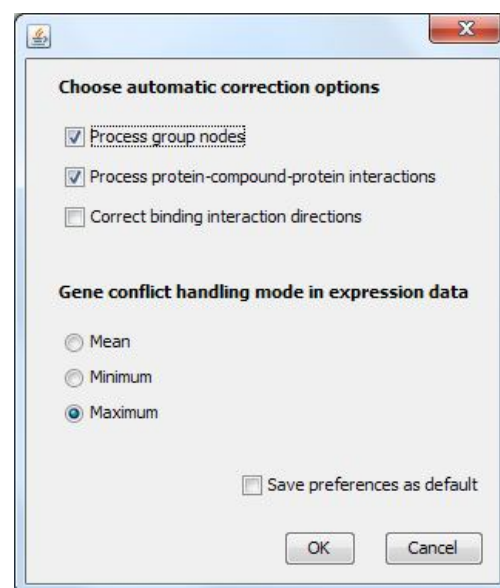 Choose automatic correction options
Process group nodes
Process protein-compound-protein interactions
Correct binding interaction directions
Gene conflict handling mode in expression data
Mean
Minimum
Maximum
Save preferences as default
OK Cancel